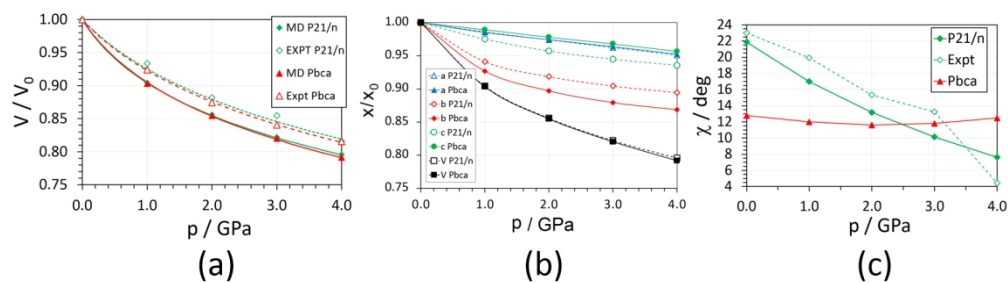 V / V0
1.00
0.95
0.90
0.85
0.80
0.75
0.0 1.0 2.0 3.0 4.0
p / GPa
MD P21/n
EXPT P21/n
MD Pbca
Expt Pbca
(a)
x/x0
1.00
0.95
0.90
0.85
0.80
0.75
0.0 1.0 2.0 3.0 4.0
p / GPa
a P21/n
a Pbca
b P21/n
b Pbca
c P21/n
c Pbca
V P21/n
V Pbca
(b)
χ / deg
24
22
20
18
16
14
12
10
8
6
4
0.0 1.0 2.0 3.0 4.0
p / GPa
P21/n
Expt
Pbca
(c)